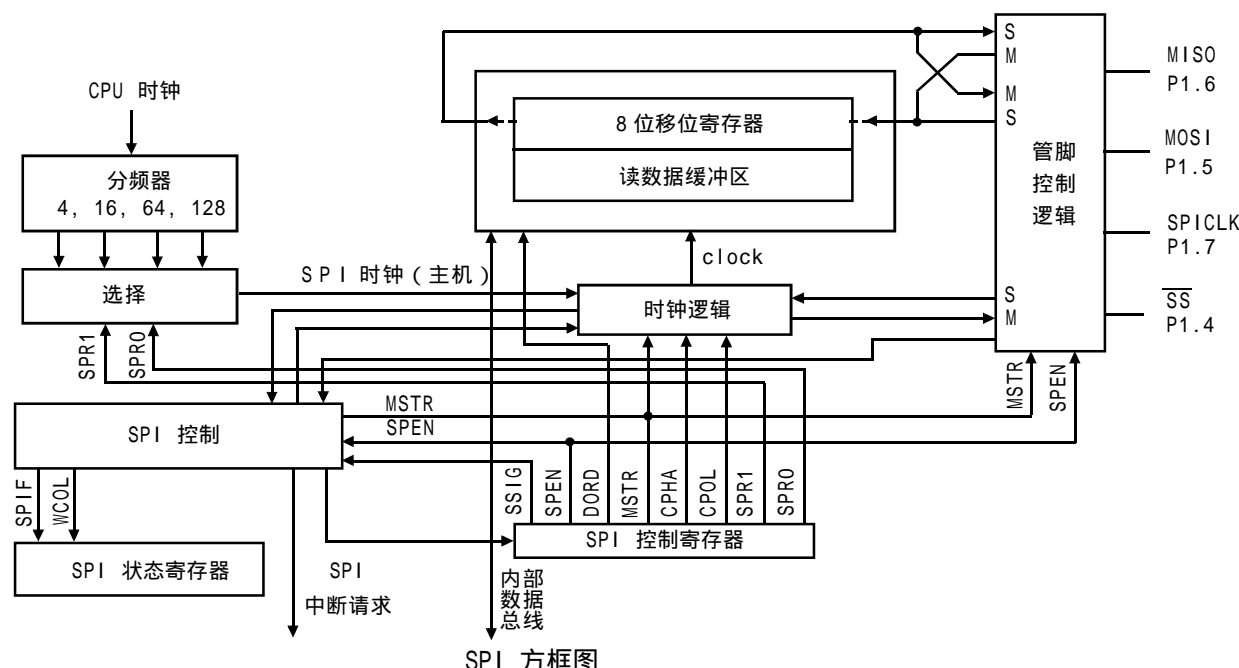 CPU 时钟
分频器
4, 16, 64, 128
选择
SPI 时钟（主机）
SPR1
SPR0
8 位移位寄存器
读数据缓冲区
clock
时钟逻辑
S
M
M
S
管脚
控制
逻辑
S
M
MISO
P1.6
MOSI
P1.5
SPICLK
P1.7
SS
P1.4
MSTR
SPEN
SPI 控制
MSTR
SPEN
SPIF
WCOL
SPI 状态寄存器
SPI
中断请求
SSIG
SPEN
DORD
MSTR
CPHA
CPOL
SPR1
SPR0
SPI 控制寄存器
内部
数据
总线
SPI 方框图